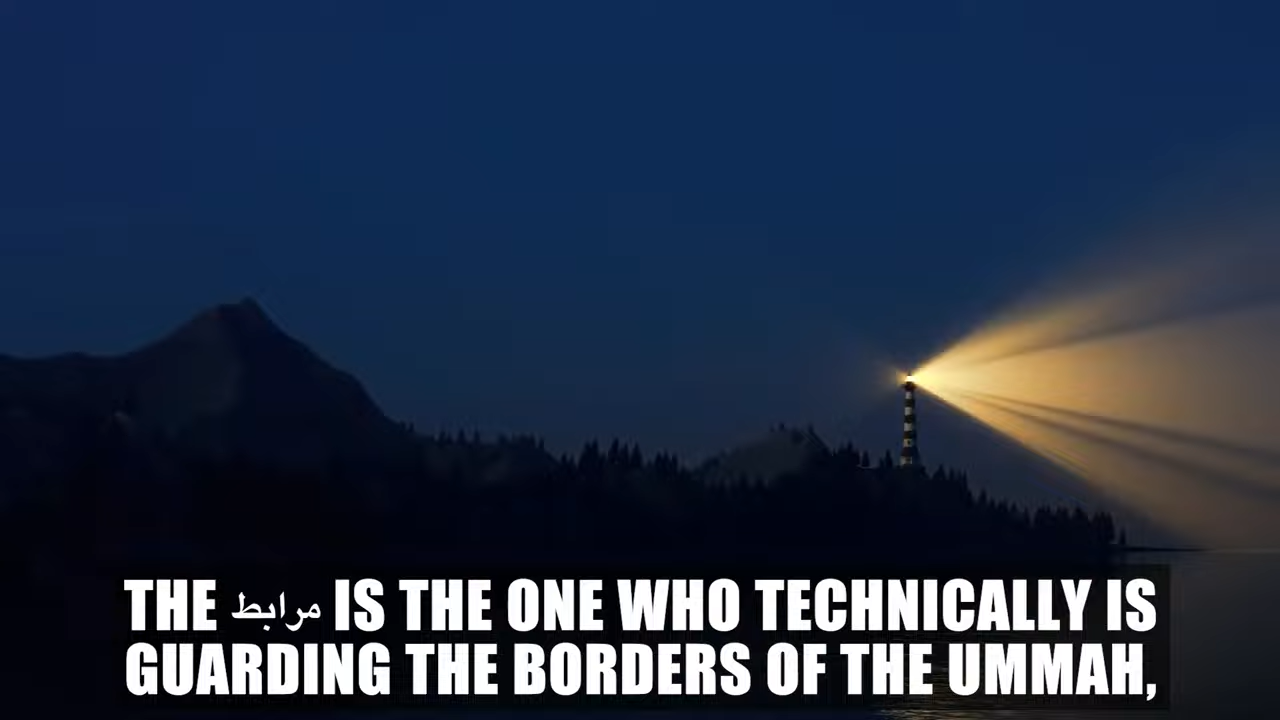 THE مرابط IS THE ONE WHO TECHNICALLY IS
GUARDING THE BORDERS OF THE UMMAH,